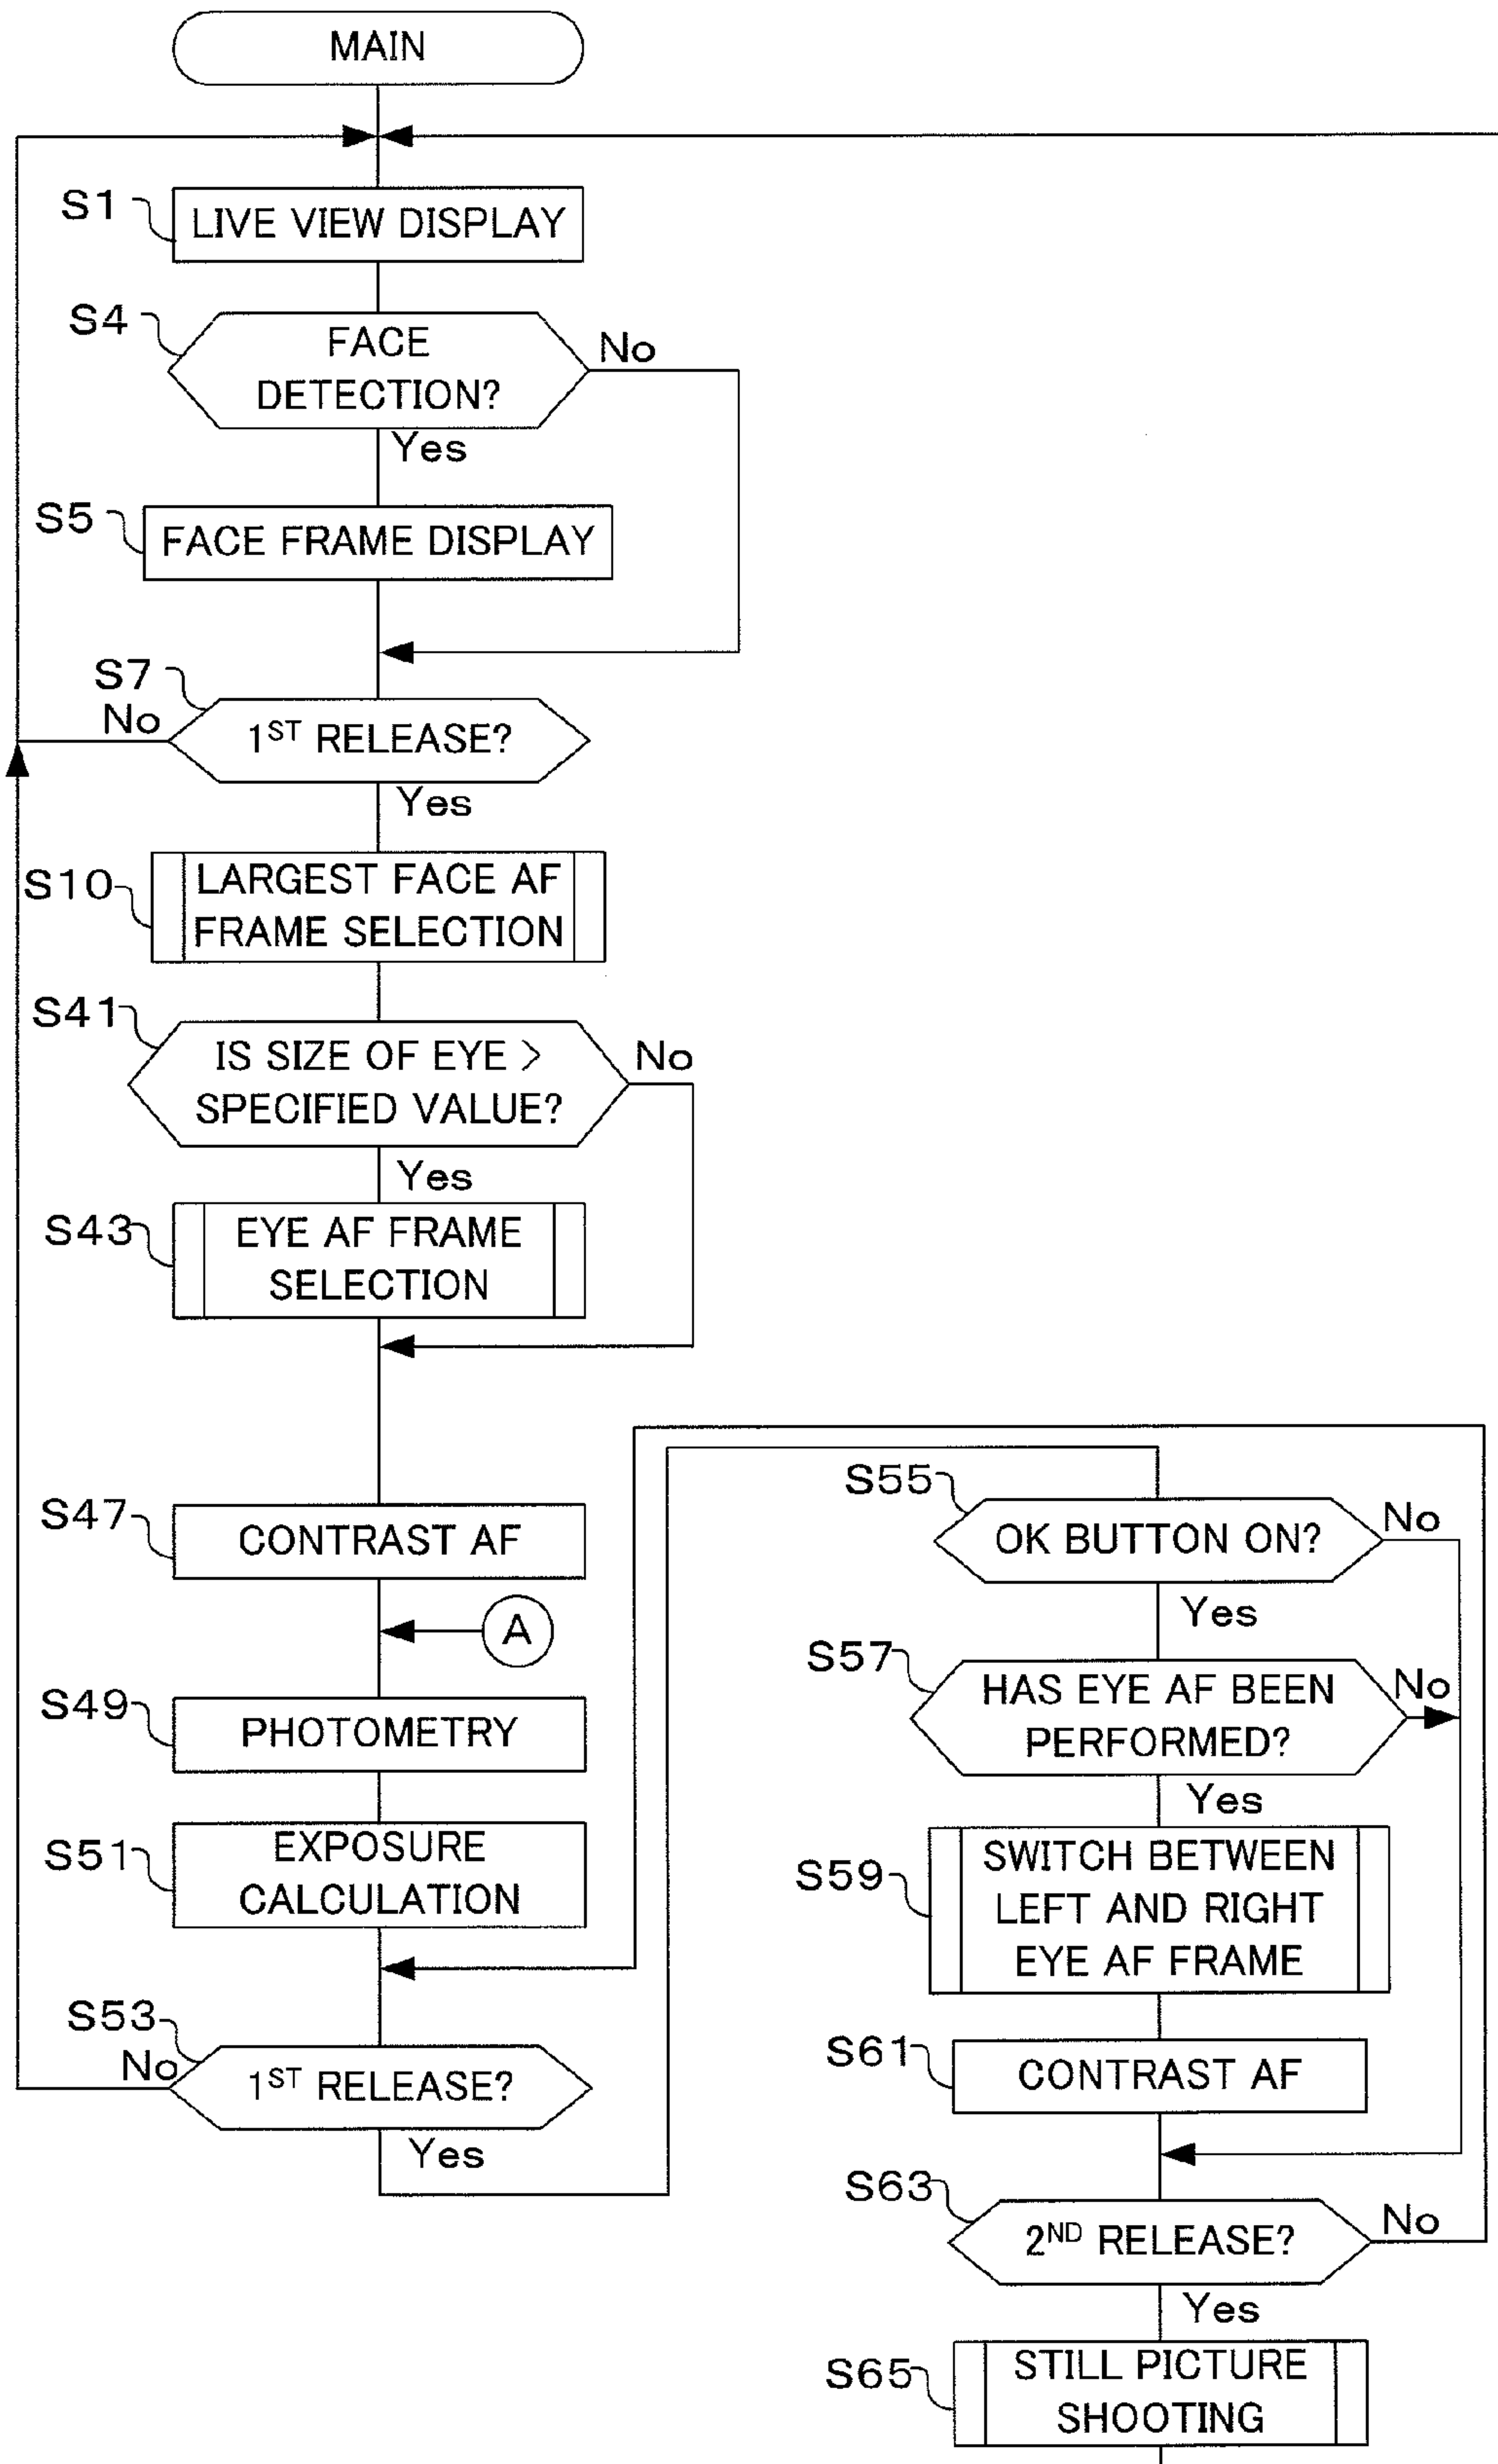 MAIN
S1
LIVE VIEW DISPLAY
S4
FACE
DETECTION?
No
Yes
S5
FACE FRAME DISPLAY
S7
No
1ST RELEASE?
Yes
S10
LARGEST FACE AF
FRAME SELECTION
S41
IS SIZE OF EYE >
SPECIFIED VALUE?
No
Yes
S43
EYE AF FRAME
SELECTION
S47
CONTRAST AF
A
S49
PHOTOMETRY
S51
EXPOSURE
CALCULATION
S53
No
1ST RELEASE?
Yes
S55
OK BUTTON ON?
No
Yes
S57
HAS EYE AF BEEN
PERFORMED?
No
Yes
S59
SWITCH BETWEEN
LEFT AND RIGHT
EYE AF FRAME
S61
CONTRAST AF
S63
2ND RELEASE?
No
Yes
S65
STILL PICTURE
SHOOTING